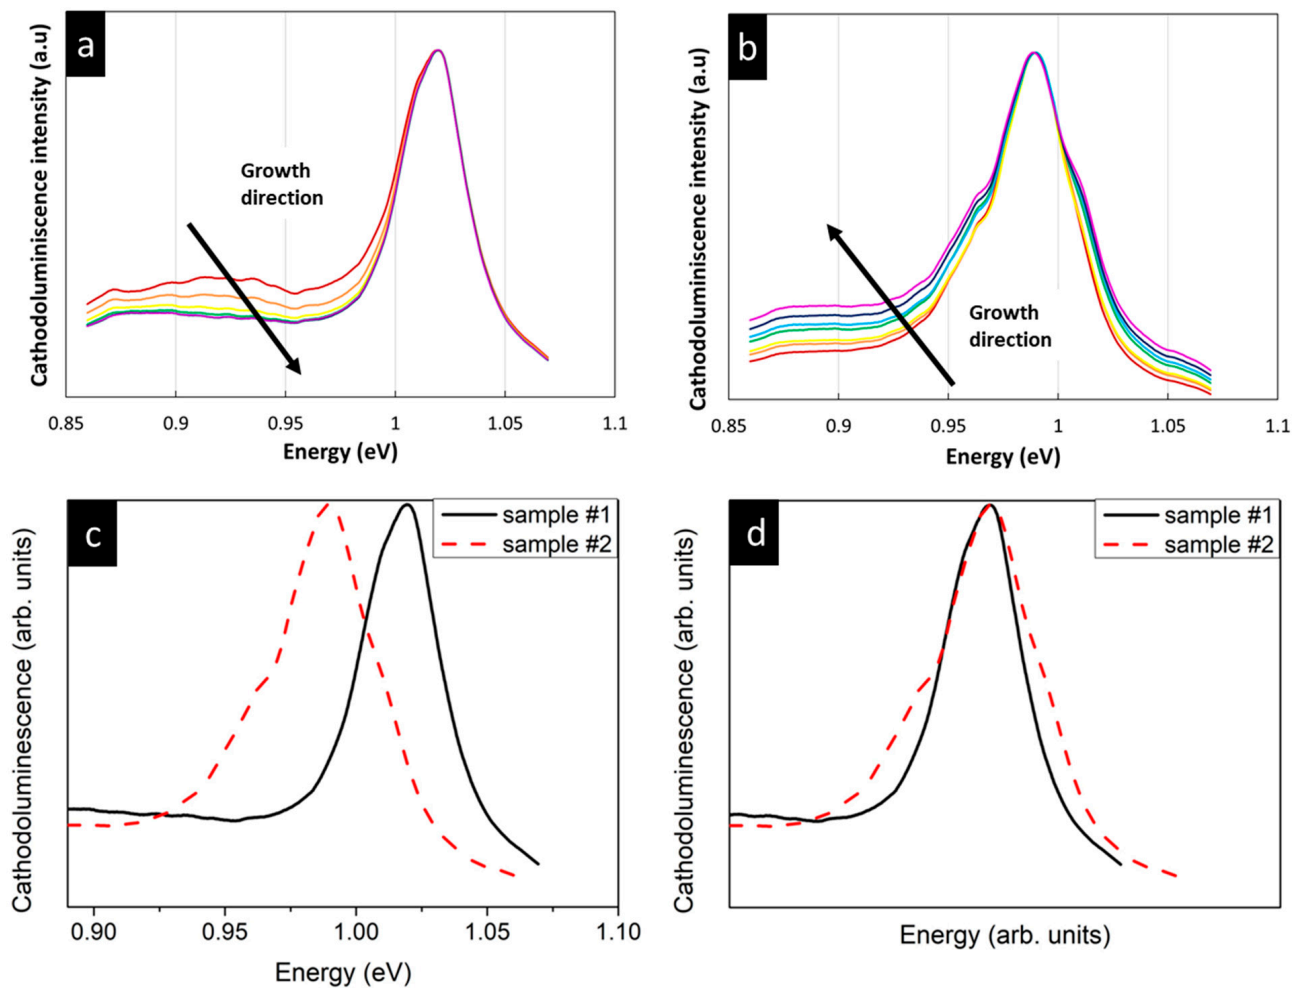 a
Cathodoluminiscence intensity (a.u)
Growth
direction
0.85 0.9 0.95 1 1.05 1.1
Energy (eV)
b
Cathodoluminiscence intensity (a.u)
Growth
direction
0.85 0.9 0.95 1 1.05 1.1
Energy (eV)
c
sample #1
sample #2
Cathodoluminescence (arb. units)
0.90 0.95 1.00 1.05 1.10
Energy (eV)
d
sample #1
sample #2
Cathodoluminescence (arb. units)
Energy (arb. units)